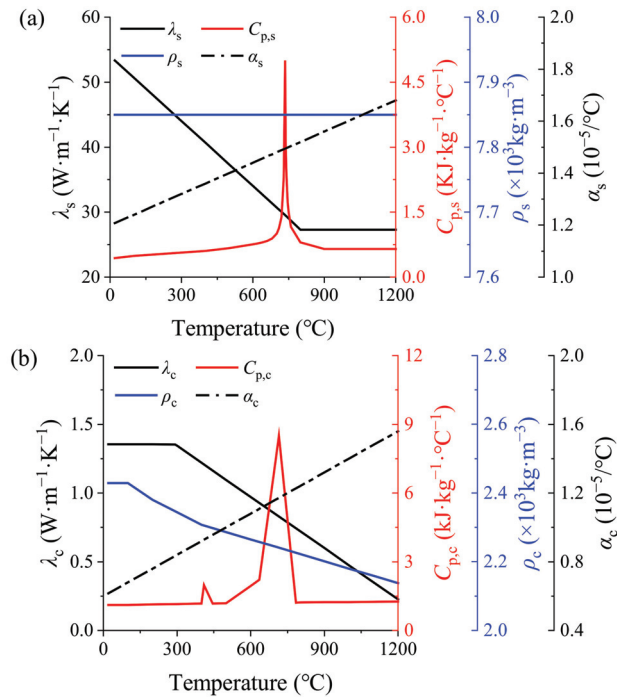 (a)
λs Cp,s
ρs αs
60
50
40
30
20
λs (W·m⁻¹·K⁻¹)
6.0
4.5
3.0
1.5
0.0
Cp,s (KJ·kg⁻¹·°C⁻¹)
8.0
7.9
7.8
7.7
7.6
ρs (×10³kg·m⁻³)
2.0
1.8
1.6
1.4
1.2
1.0
αs (10⁻⁵/°C)
0 300 600 900 1200
Temperature (°C)
(b)
λc Cp,c
ρc αc
2.0
1.5
1.0
0.5
0.0
λc (W·m⁻¹·K⁻¹)
12
9
6
3
0
Cp,c (kJ·kg⁻¹·°C⁻¹)
2.8
2.6
2.4
2.2
2.0
ρc (×10³kg·m⁻³)
2.0
1.6
1.2
0.8
0.4
αc (10⁻⁵/°C)
0 300 600 900 1200
Temperature (°C)